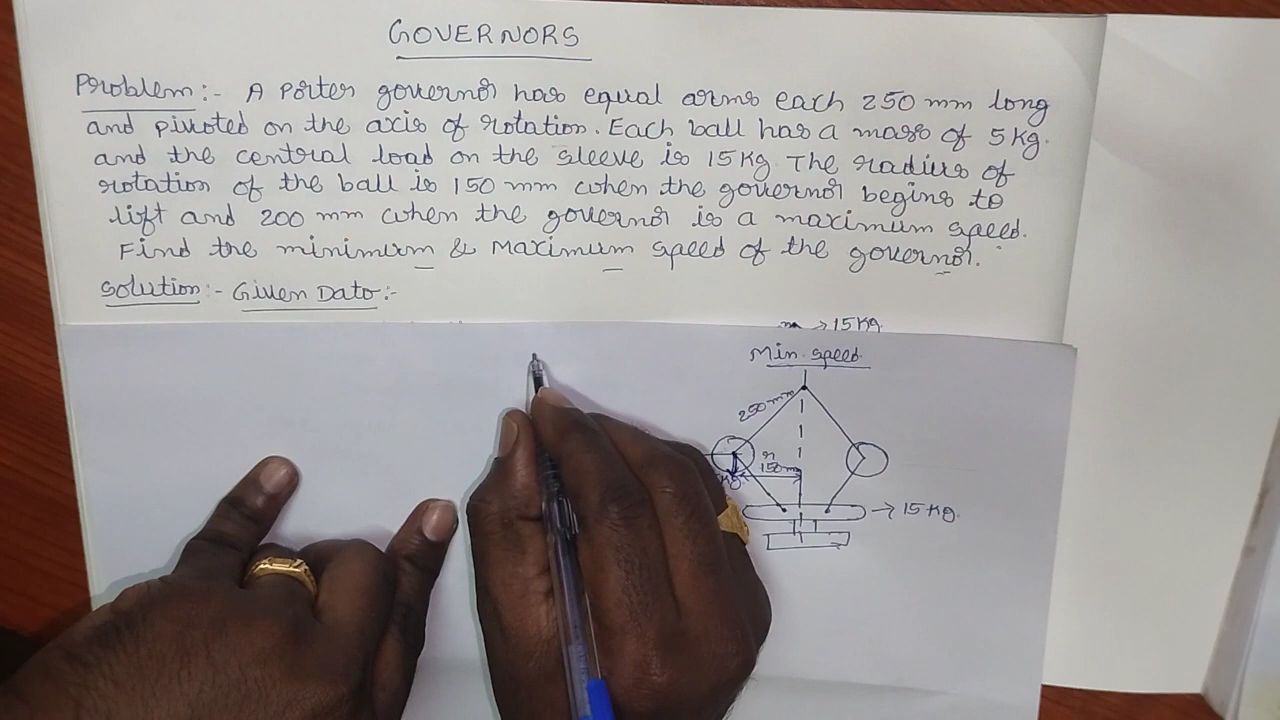 GOVERNORS
Problem:- A Porter governor has equal arms each 250 mm long
and pivoted on the axis of rotation. Each ball has a mass of 5 kg.
and the central load on the sleeve is 15 Kg. The radius of
rotation of the ball is 150 mm when the governor begins to
lift and 200 mm when the governor is a maximum speed.
Find the minimum & Maximum speed of the governor.
Solution:- Given Data:-
→ 15 Kg.
Min. Speed
250 mm
r
150 m
kg
→ 15 Kg.